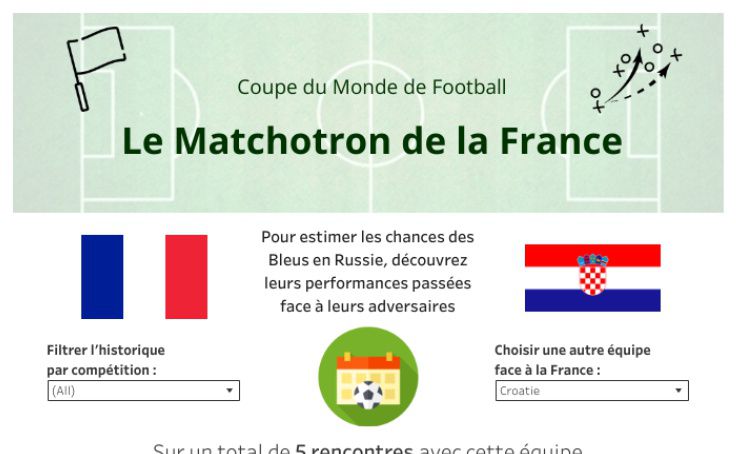 Coupe du Monde de Football
Le Matchotron de la France
Pour estimer les chances des
Bleus en Russie, découvrez
leurs performances passées
face à leurs adversaires
Filtrer l'historique
par compétition :
(All)
Choisir une autre équipe
face à la France :
Croatie
Sur un total de 5 rencontres avec cette équipe